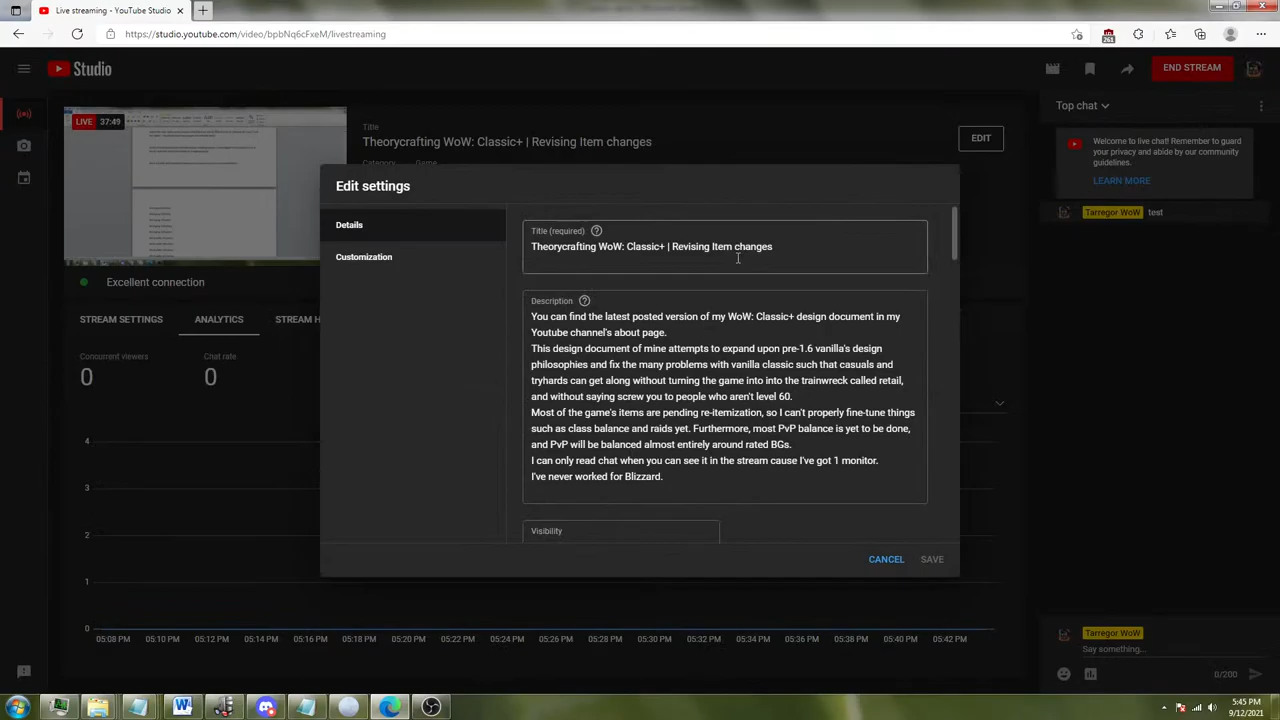 Live streaming - YouTube Studio
https://studio.youtube.com/video/bpbNq6cFxeM/livestreaming
261
Studio
END STREAM
LIVE 37:49
Title
Theorycrafting WoW: Classic+ | Revising Item changes
Category Game
EDIT
Top chat
Welcome to live chat! Remember to guard
your privacy and abide by our community
guidelines.
LEARN MORE
Tarregor WoW test
Edit settings
Details
Customization
Title (required)
Theorycrafting WoW: Classic+ | Revising Item changes
Description
You can find the latest posted version of my WoW: Classic+ design document in my
Youtube channel's about page.
This design document of mine attempts to expand upon pre-1.6 vanilla's design
philosophies and fix the many problems with vanilla classic such that casuals and
tryhards can get along without turning the game into into the trainwreck called retail,
and without saying screw you to people who aren't level 60.
Most of the game's items are pending re-itemization, so I can't properly fine-tune things
such as class balance and raids yet. Furthermore, most PvP balance is yet to be done,
and PvP will be balanced almost entirely around rated BGs.
I can only read chat when you can see it in the stream cause I've got 1 monitor.
I've never worked for Blizzard.
Visibility
CANCEL SAVE
Excellent connection
STREAM SETTINGS ANALYTICS STREAM H
Concurrent viewers Chat rate
0 0
4
3
2
1
0
05:08 PM 05:10 PM 05:12 PM 05:14 PM 05:16 PM 05:18 PM 05:20 PM 05:22 PM 05:24 PM 05:26 PM 05:28 PM 05:30 PM 05:32 PM 05:34 PM 05:36 PM 05:38 PM 05:40 PM 05:42 PM
Tarregor WoW
Say something...
0/200
5:45 PM
9/12/2021